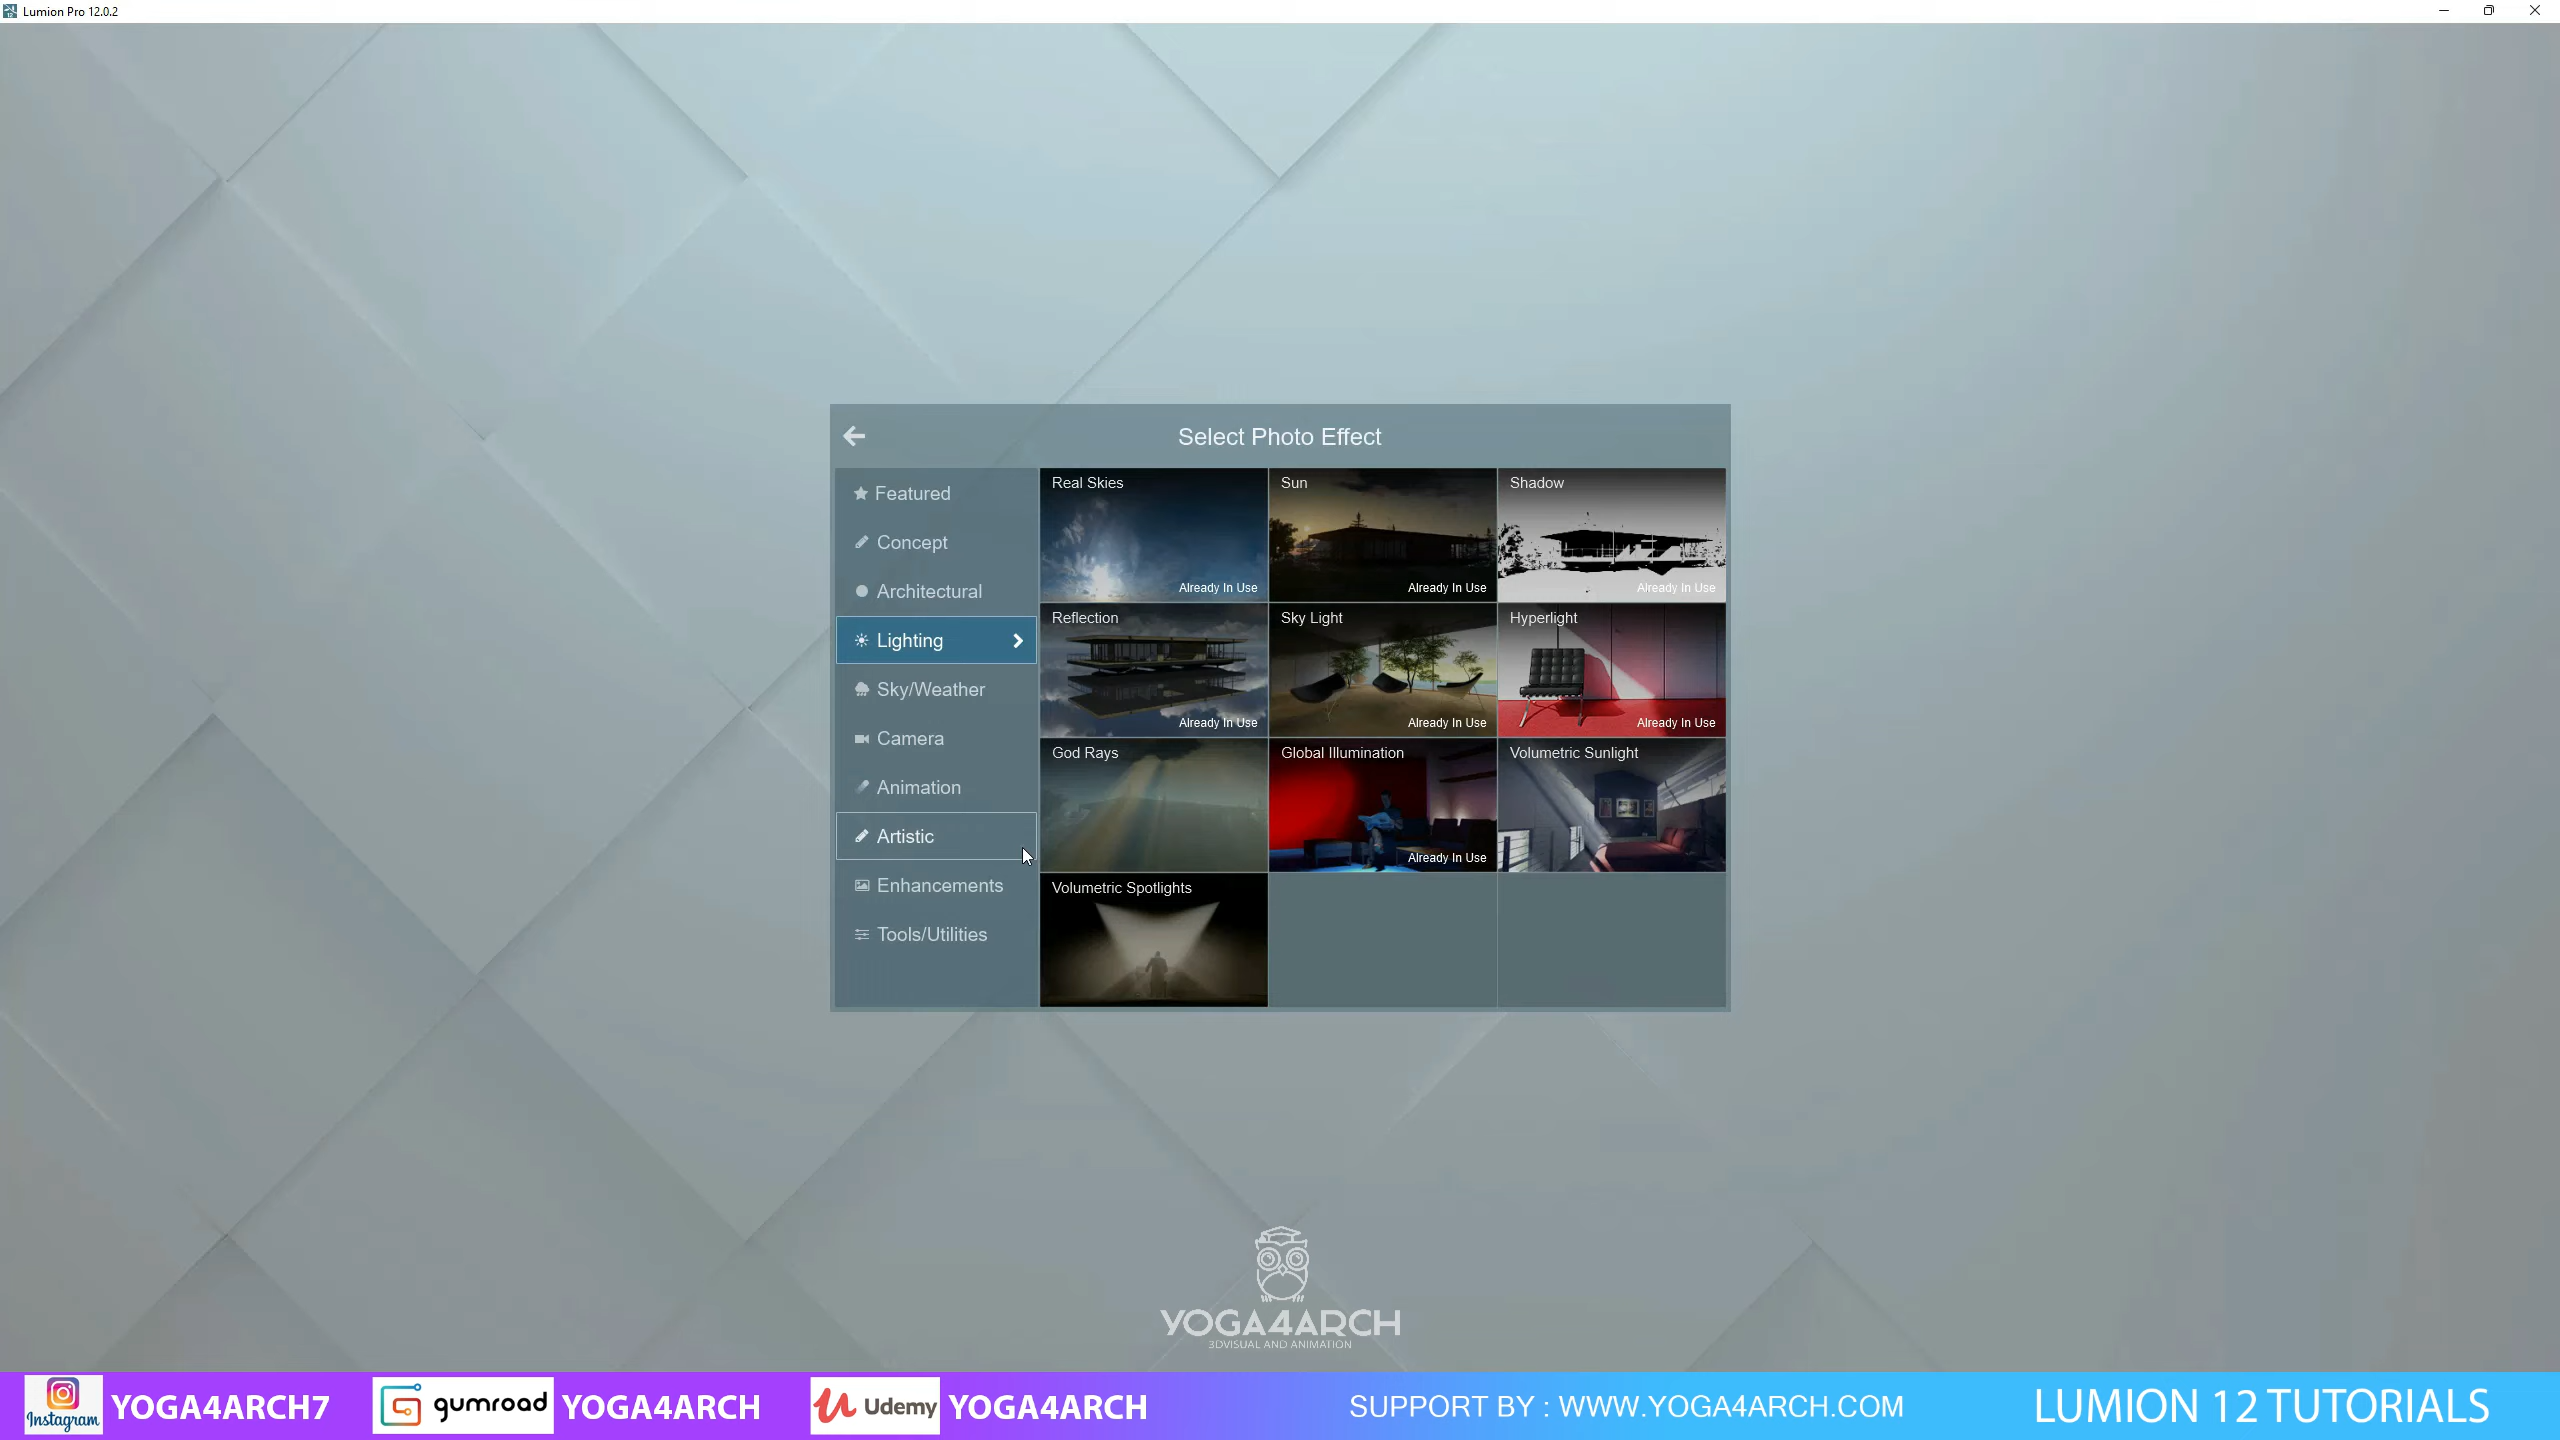 Lumion Pro 12.0.2
Select Photo Effect
Featured
Concept
Architectural
Lighting
Sky/Weather
Camera
Animation
Artistic
Enhancements
Tools/Utilities
Real Skies
Already In Use
Sun
Already In Use
Shadow
Already In Use
Reflection
Already In Use
Sky Light
Already In Use
Hyperlight
Already In Use
God Rays
Global Illumination
Already In Use
Volumetric Sunlight
Volumetric Spotlights
YOGA4ARCH
3DVISUAL AND ANIMATION
Instagram YOGA4ARCH7
gumroad YOGA4ARCH
Udemy YOGA4ARCH
SUPPORT BY : WWW.YOGA4ARCH.COM
LUMION 12 TUTORIALS